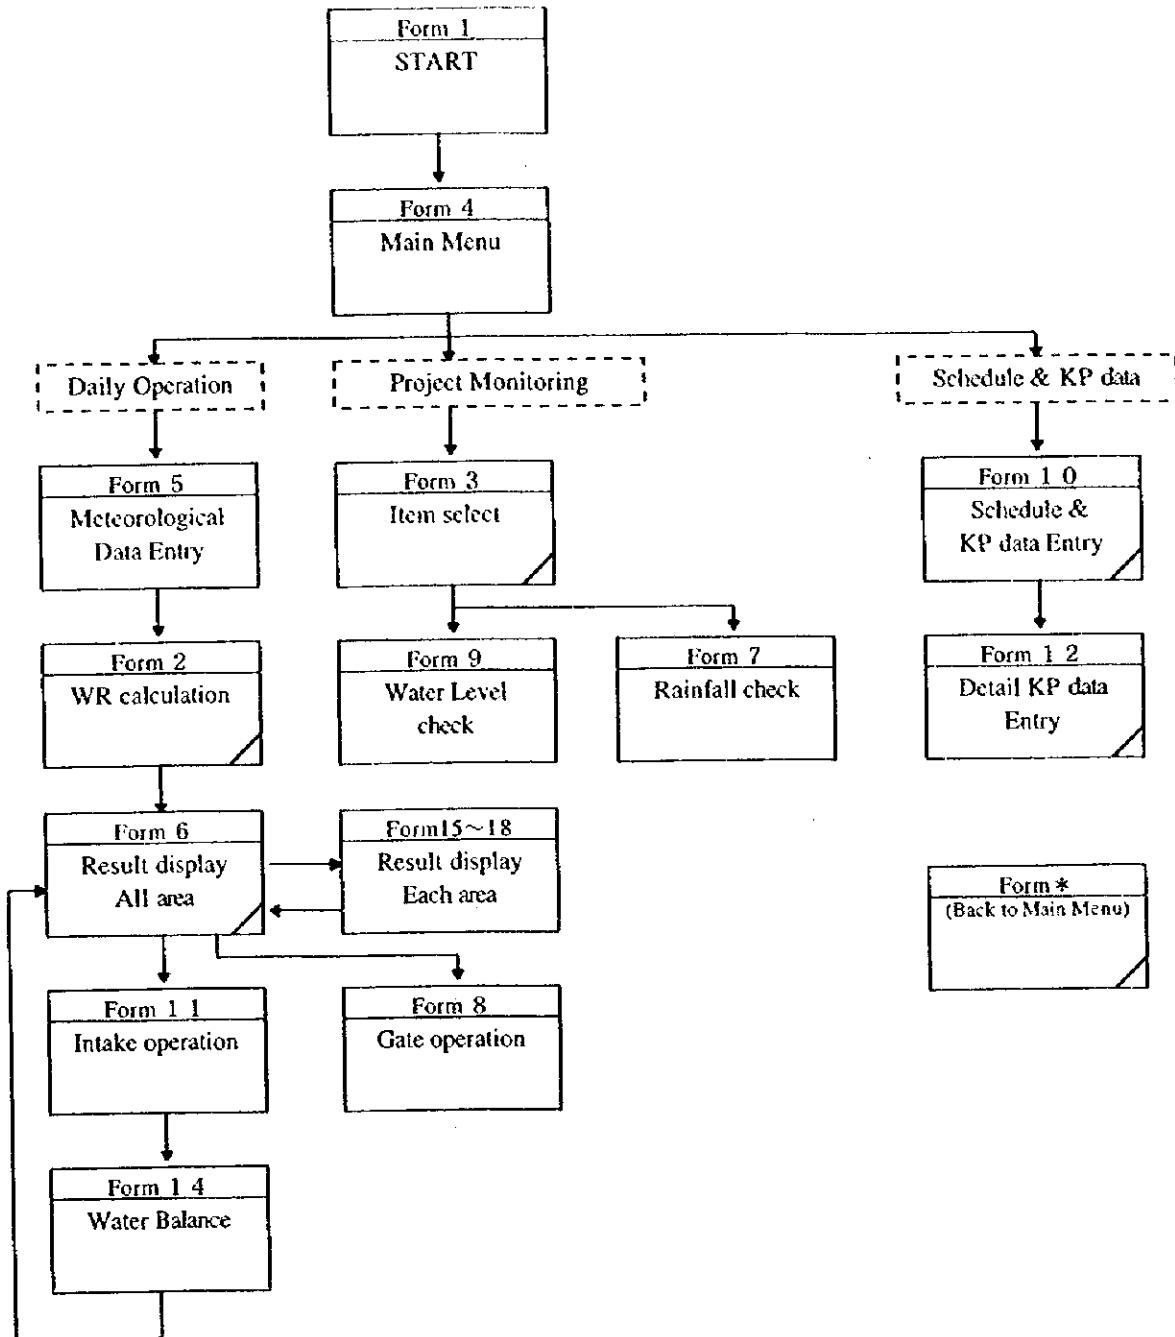 Form 1
START
Form 4
Main Menu
Daily Operation
Project Monitoring
Schedule & KP data
Form 5
Meteorological
Data Entry
Form 3
Item select
Form 1 0
Schedule &
KP data Entry
Form 2
WR calculation
Form 9
Water Level
check
Form 7
Rainfall check
Form 1 2
Detail KP data
Entry
Form 6
Result display
All area
Form15~18
Result display
Each area
Form *
(Back to Main Menu)
Form 1 1
Intake operation
Form 8
Gate operation
Form 1 4
Water Balance